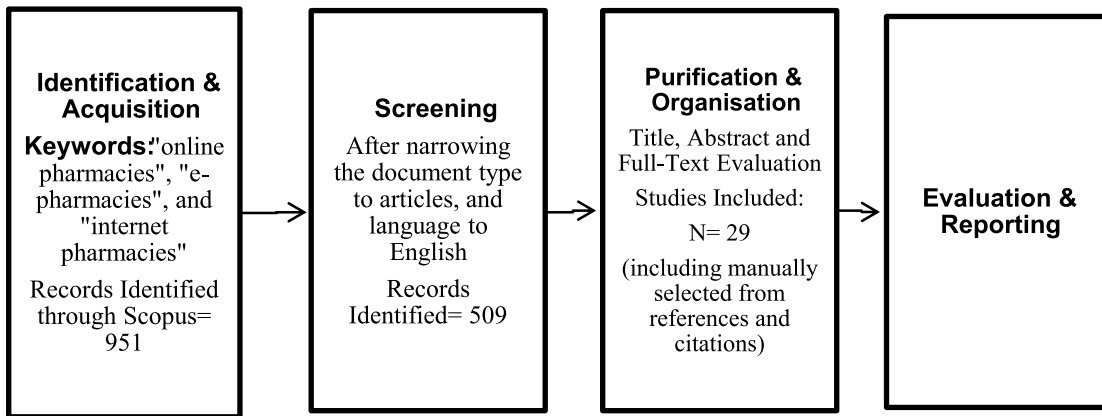 Identification &
Acquisition
Keywords:"online
pharmacies", "e-
pharmacies", and
"internet
pharmacies"
Records Identified
through Scopus=
951
Screening
After narrowing
the document type
to articles, and
language to
English
Records
Identified= 509
Purification &
Organisation
Title, Abstract and
Full-Text Evaluation
Studies Included:
N= 29
(including manually
selected from
references and
citations)
Evaluation &
Reporting